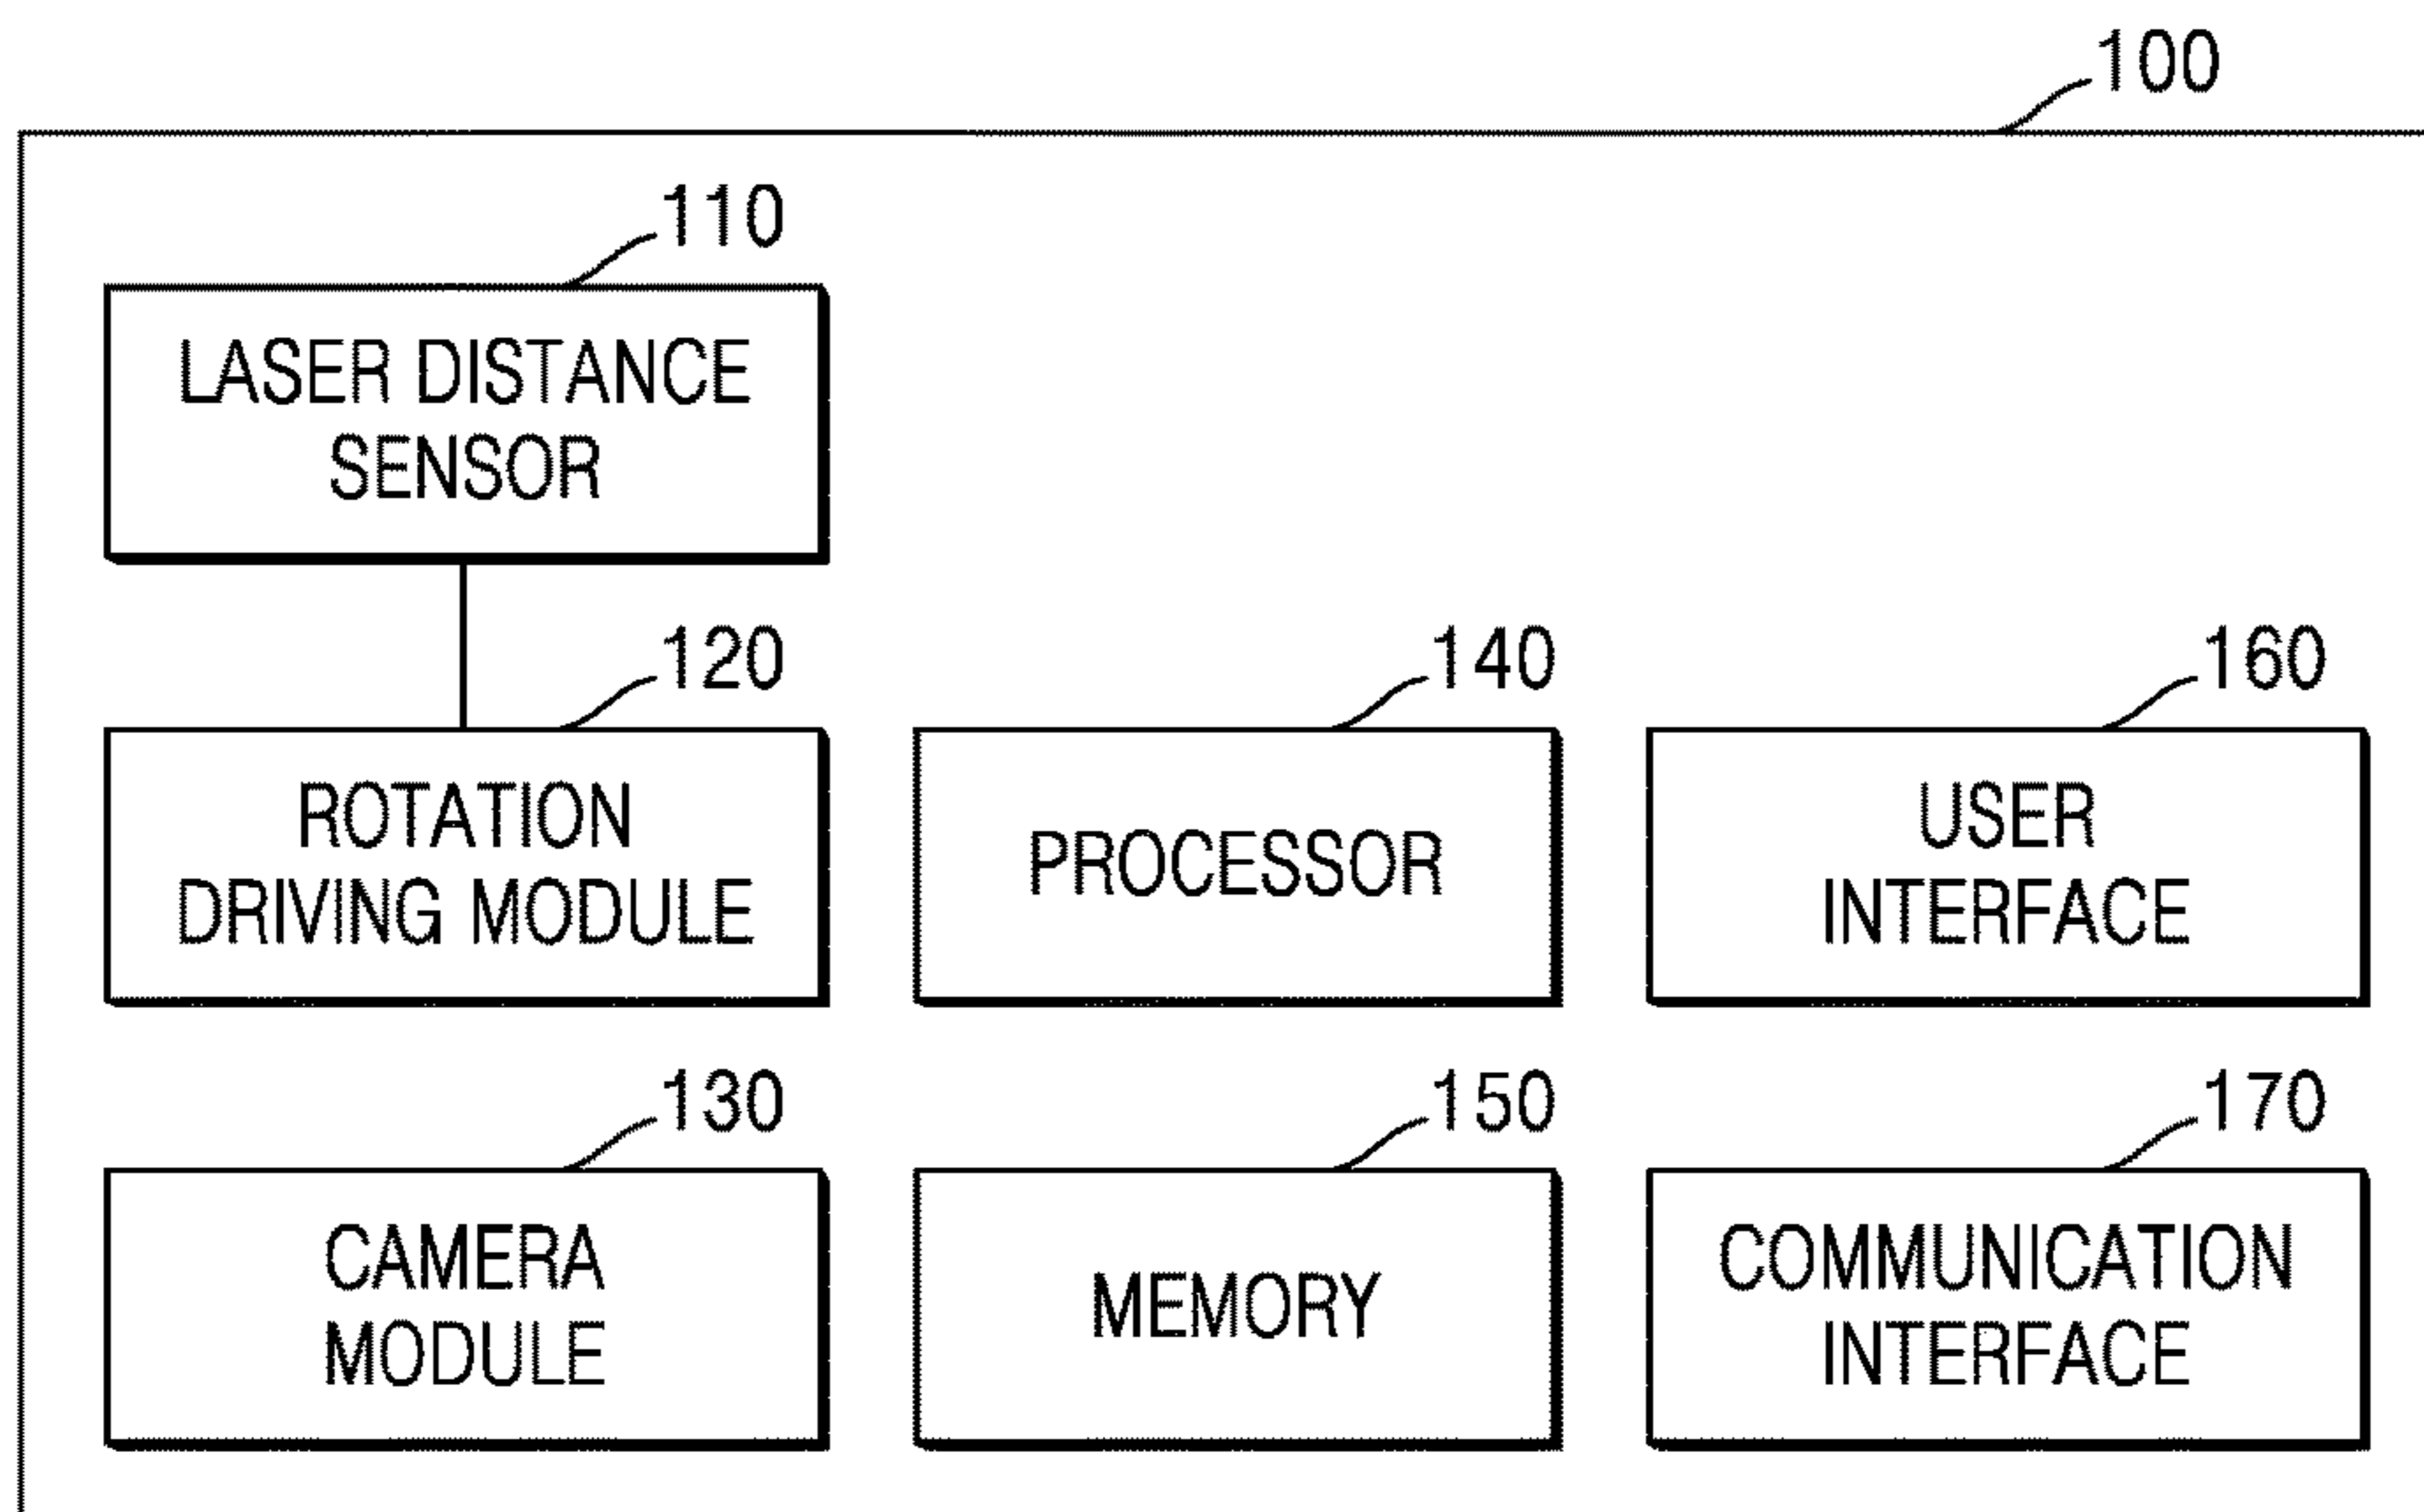 100
110
LASER DISTANCE
SENSOR
120
ROTATION
DRIVING MODULE
140
PROCESSOR
160
USER
INTERFACE
130
CAMERA
MODULE
150
MEMORY
170
COMMUNICATION
INTERFACE